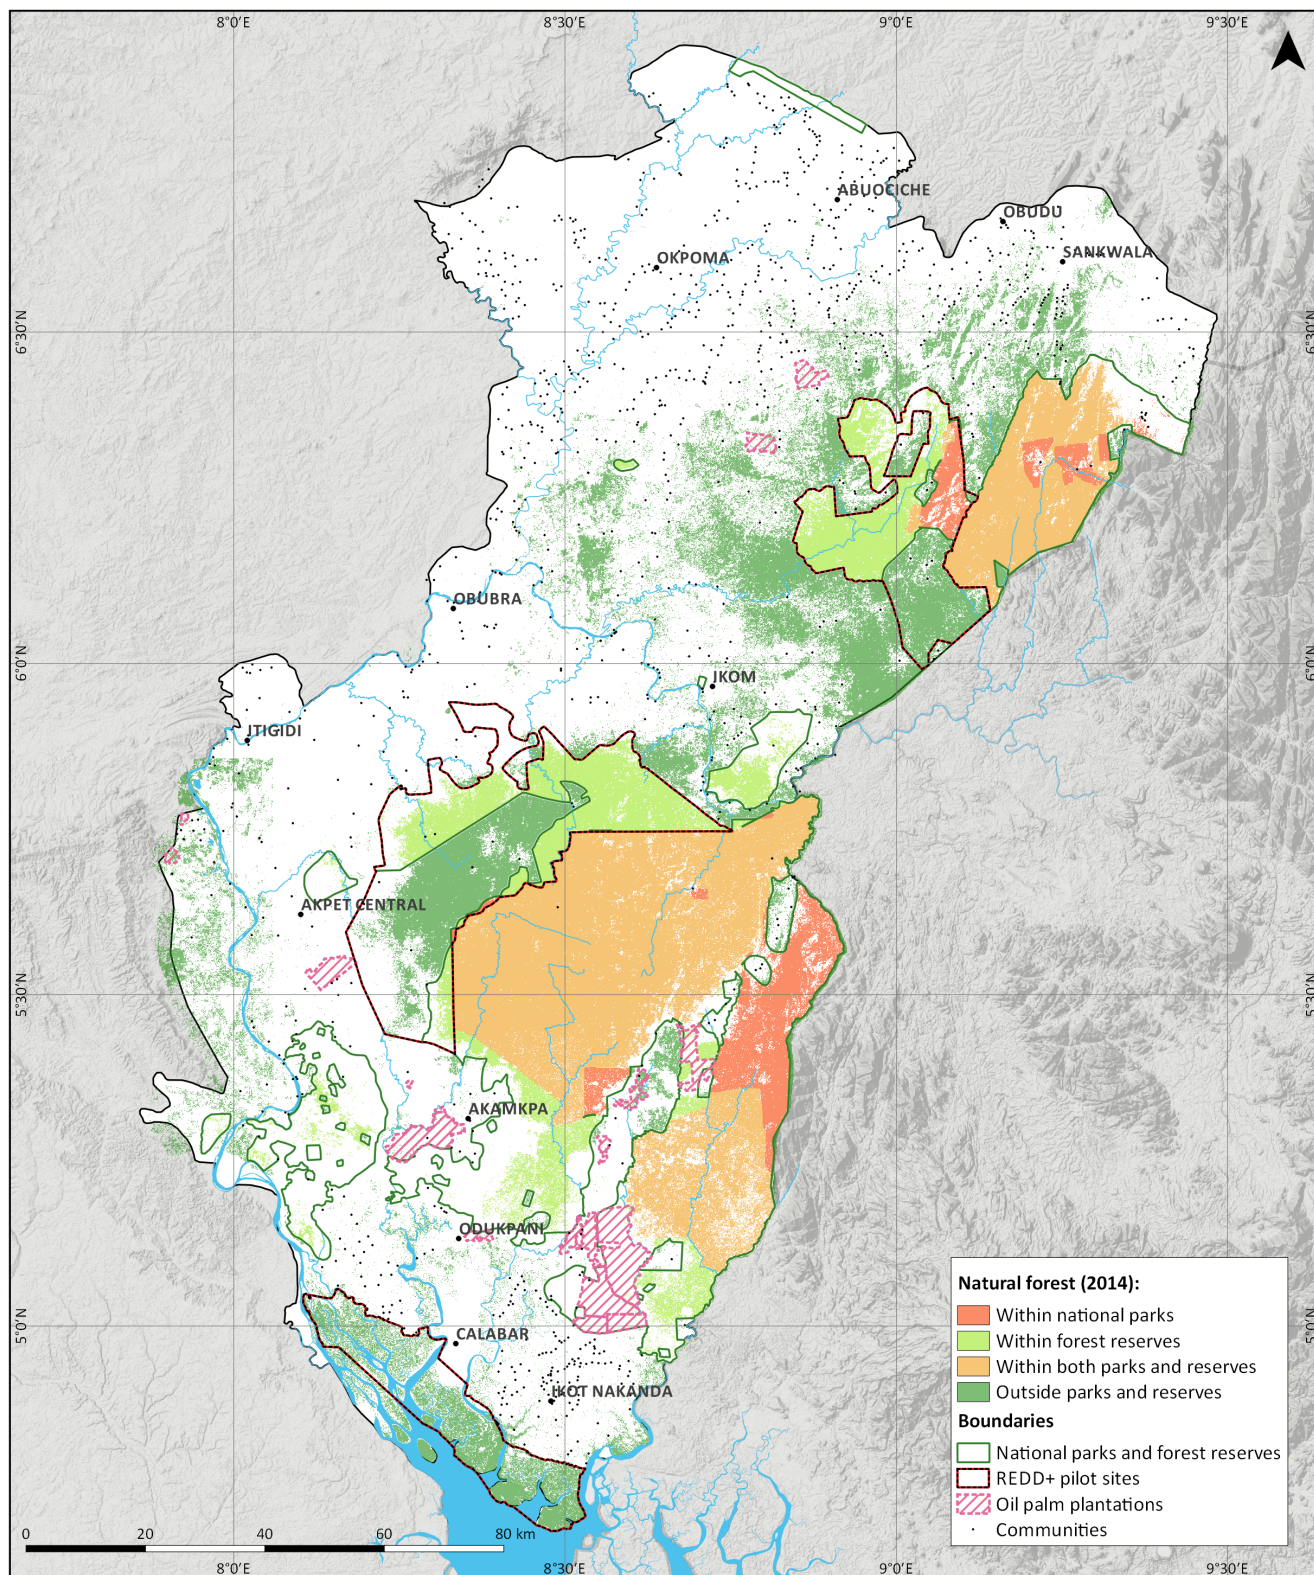 8°0'E 8°30'E 9°0'E 9°30'E
ABUOCICHE
OBUDU
SANKWALA
OKPOMA
6°30'N 6°30'N
OBUBRA
6°0'N 6°0'N
IKOM
ITIGIDI
AKPET CENTRAL
5°30'N 5°30'N
AKAMKPA
ODUKPANI
5°0'N 5°0'N
CALABAR
IKOT NAKANDA
Natural forest (2014):
Within national parks
Within forest reserves
Within both parks and reserves
Outside parks and reserves
Boundaries
National parks and forest reserves
REDD+ pilot sites
Oil palm plantations
Communities
0 20 40 60 80 km
8°0'E 8°30'E 9°0'E 9°30'E